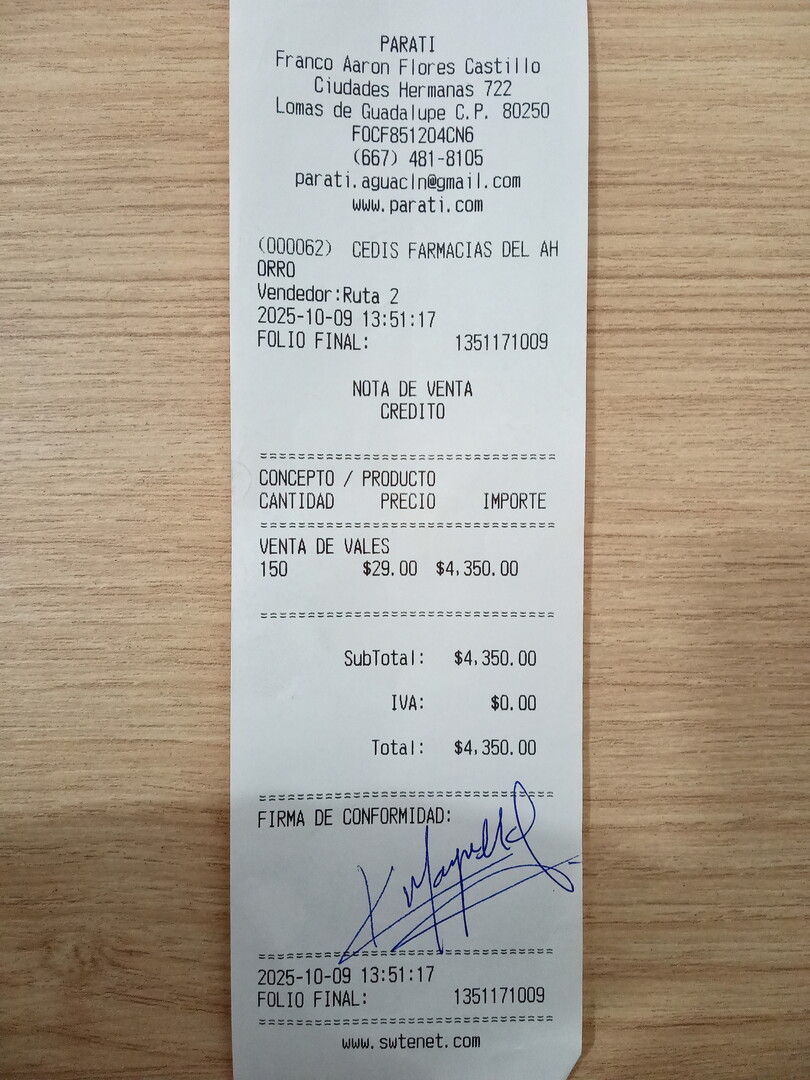 PARATI
Franco Aaron Flores Castillo
Ciudades Hermanas 722
Lomas de Guadalupe C.P. 80250
FOCF851204CN6
(667) 481-8105
parati.aguacln@gmail.com
www.parati.com
(000062) CEDIS FARMACIAS DEL AH
ORRO
Vendedor:Ruta 2
2025-10-09 13:51:17
FOLIO FINAL: 1351171009
NOTA DE VENTA
CREDITO
===============================
CONCEPTO / PRODUCTO
CANTIDAD PRECIO IMPORTE
===============================
VENTA DE VALES
150 $29.00 $4,350.00
===============================
SubTotal: $4,350.00
IVA: $0.00
Total: $4,350.00
===============================
FIRMA DE CONFORMIDAD:
===============================
2025-10-09 13:51:17
FOLIO FINAL: 1351171009
===============================
www.swtenet.com